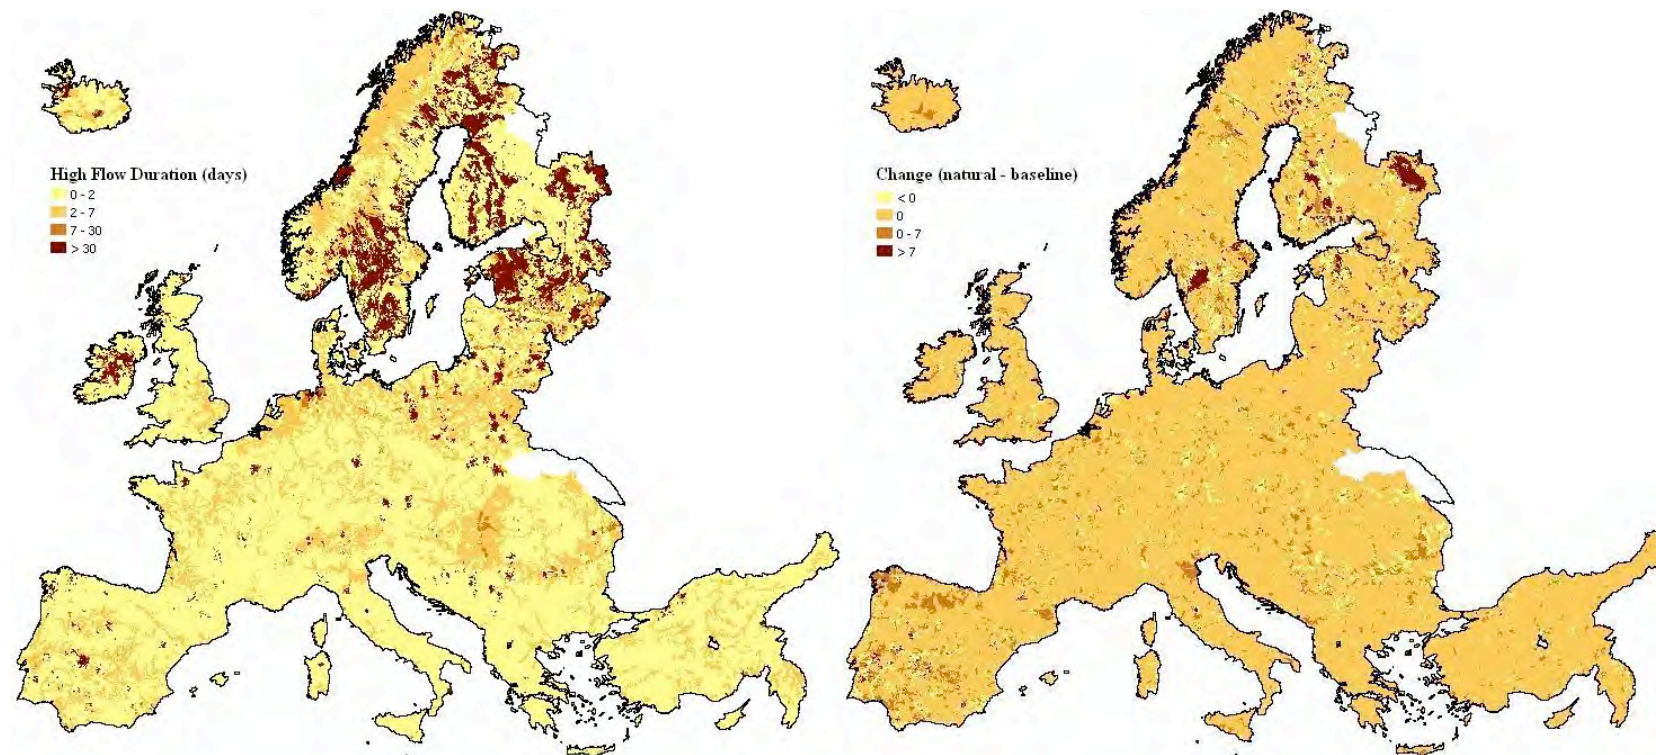 High Flow Duration (days)
0 - 2
2 - 7
7 - 30
> 30
Change (natural - baseline)
< 0
0
0 - 7
> 7